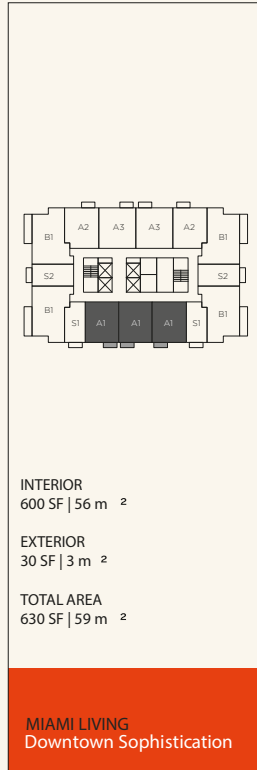 A2 A3 A3 A2
B1 B1
S2 S2
B1 B1
S1 A1 A1 A1 S1
INTERIOR
600 SF | 56 m ²
EXTERIOR
30 SF | 3 m ²
TOTAL AREA
630 SF | 59 m ²
MIAMI LIVING
Downtown Sophistication